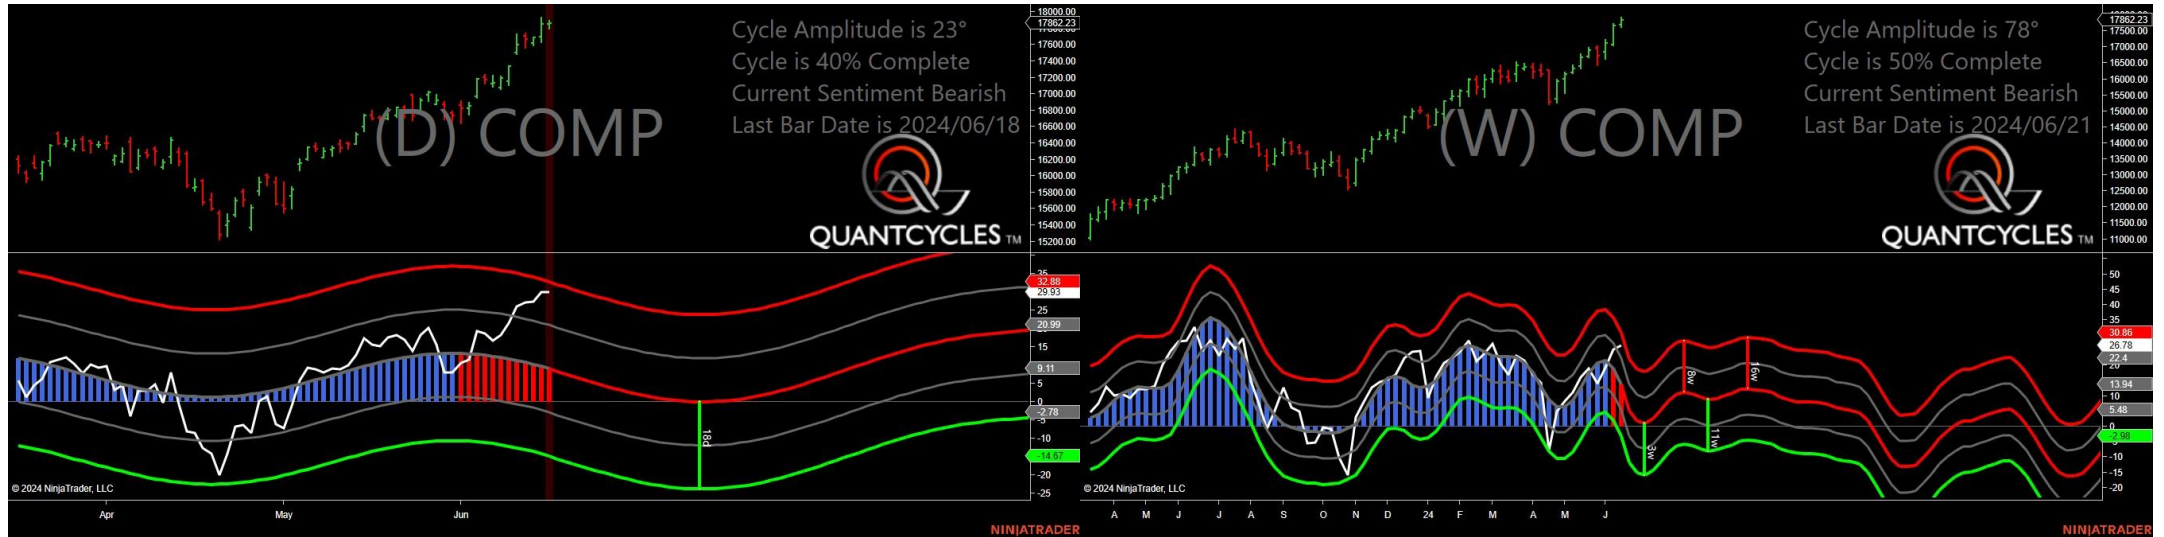 Cycle Amplitude is 23°
Cycle is 40% Complete
Current Sentiment Bearish
Last Bar Date is 2024/06/18
(D) COMP
QUANTCYCLES TM
18000.00
17862.23
17600.00
17400.00
17200.00
17000.00
16800.00
16600.00
16400.00
16200.00
16000.00
15800.00
15600.00
15400.00
15200.00
35
32.88
29.93
25
20.99
15
9.11
5
0
-2.78
-5
-10
-14.67
-20
-25
18d
© 2024 NinjaTrader, LLC
Apr May Jun
NINJATRADER
Cycle Amplitude is 78°
Cycle is 50% Complete
Current Sentiment Bearish
Last Bar Date is 2024/06/21
(W) COMP
QUANTCYCLES TM
17862.23
17500.00
17000.00
16500.00
16000.00
15500.00
15000.00
14500.00
14000.00
13500.00
13000.00
12500.00
12000.00
11500.00
11000.00
50
45
40
35
30.86
26.78
22.4
20
13.94
10
5.48
0
-2.98
-10
-15
-20
3w
8w
11w
16w
© 2024 NinjaTrader, LLC
A M J J A S O N D 24 F M A M J
NINJATRADER